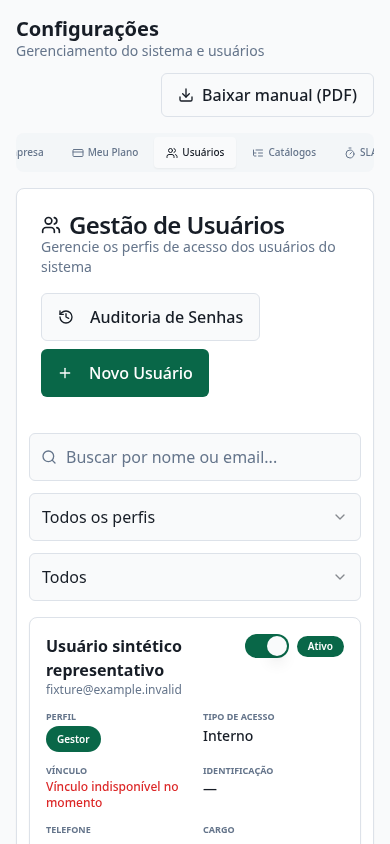 Configurações
Gerenciamento do sistema e usuários
Baixar manual (PDF)
presa Meu Plano Usuários Catálogos SLA
Gestão de Usuários
Gerencie os perfis de acesso dos usuários do
sistema
Auditoria de Senhas
Novo Usuário
Buscar por nome ou email...
Todos os perfis
Todos
Usuário sintético
representativo
Ativo
fixture@example.invalid
PERFIL TIPO DE ACESSO
Gestor Interno
VÍNCULO IDENTIFICAÇÃO
Vínculo indisponível no —
momento
TELEFONE CARGO